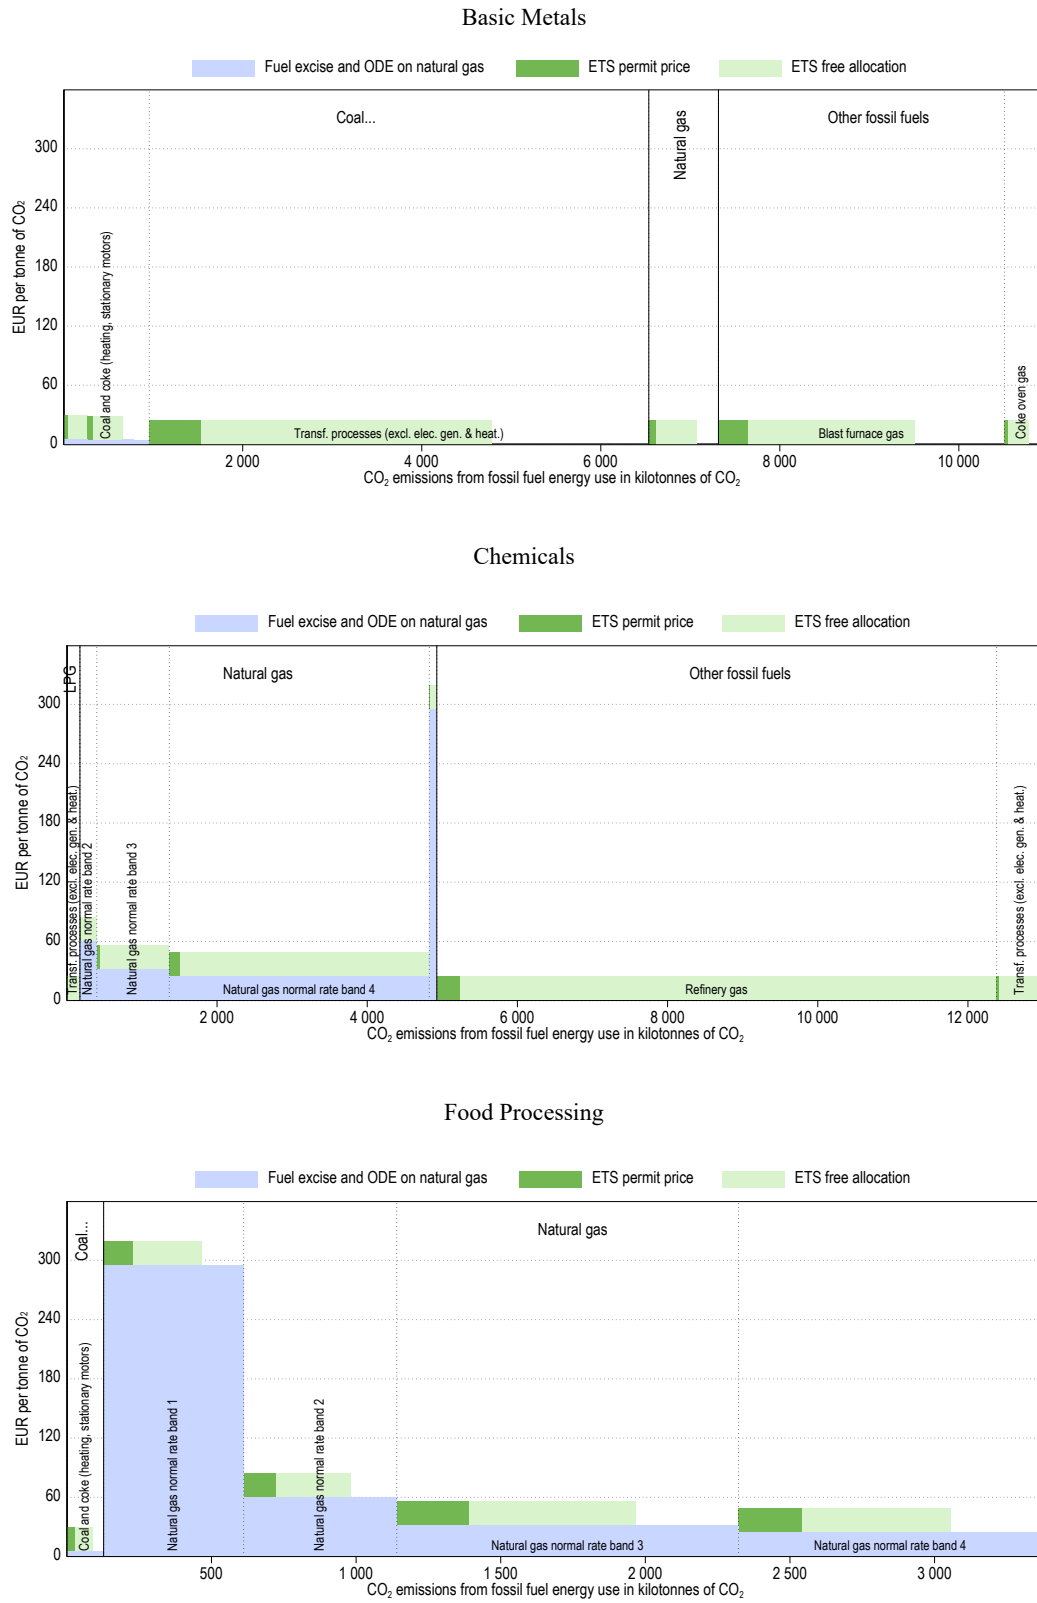 Basic Metals
Fuel excise and ODE on natural gas
ETS permit price
ETS free allocation
EUR per tonne of CO2
300
240
180
120
60
0
Coal...
Natural gas
Other fossil fuels
Coal and coke (heating, stationary motors)
Transf. processes (excl. elec. gen. & heat.)
Blast furnace gas
Coke oven gas
2 000
4 000
6 000
8 000
10 000
CO2 emissions from fossil fuel energy use in kilotonnes of CO2
Chemicals
Fuel excise and ODE on natural gas
ETS permit price
ETS free allocation
EUR per tonne of CO2
300
240
180
120
60
0
LPG
Natural gas
Other fossil fuels
Transf. processes (excl. elec. gen. & heat.)
Natural gas normal rate band 2
Natural gas normal rate band 3
Natural gas normal rate band 4
Refinery gas
Transf. processes (excl. elec. gen. & heat.)
2 000
4 000
6 000
8 000
10 000
12 000
CO2 emissions from fossil fuel energy use in kilotonnes of CO2
Food Processing
Fuel excise and ODE on natural gas
ETS permit price
ETS free allocation
EUR per tonne of CO2
300
240
180
120
60
0
Coal...
Natural gas
Coal and coke (heating, stationary motors)
Natural gas normal rate band 1
Natural gas normal rate band 2
Natural gas normal rate band 3
Natural gas normal rate band 4
500
1 000
1 500
2 000
2 500
3 000
CO2 emissions from fossil fuel energy use in kilotonnes of CO2